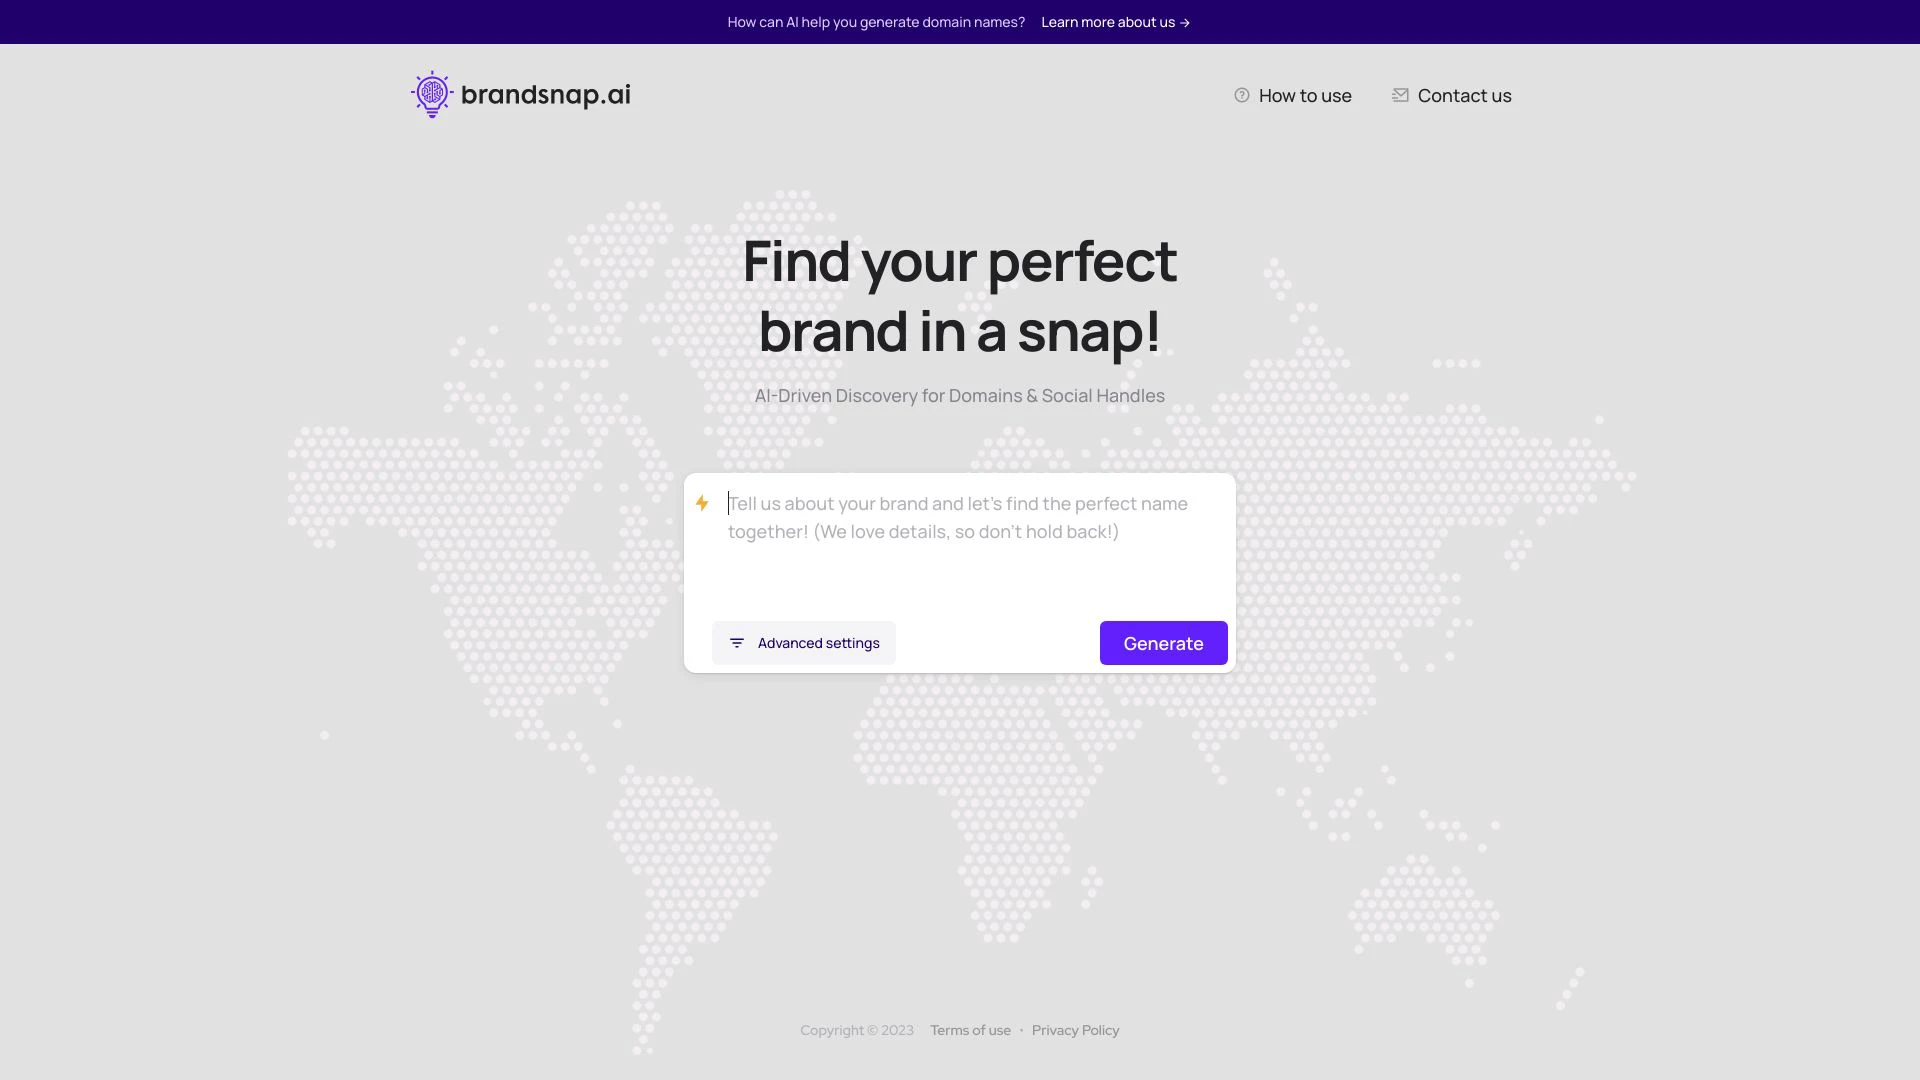 How can AI help you generate domain names? Learn more about us →
brandsnap.ai
How to use
Contact us
Find your perfect
brand in a snap!
AI-Driven Discovery for Domains & Social Handles
Tell us about your brand and let's find the perfect name
together! (We love details, so don't hold back!)
Advanced settings
Generate
Copyright © 2023 Terms of use • Privacy Policy